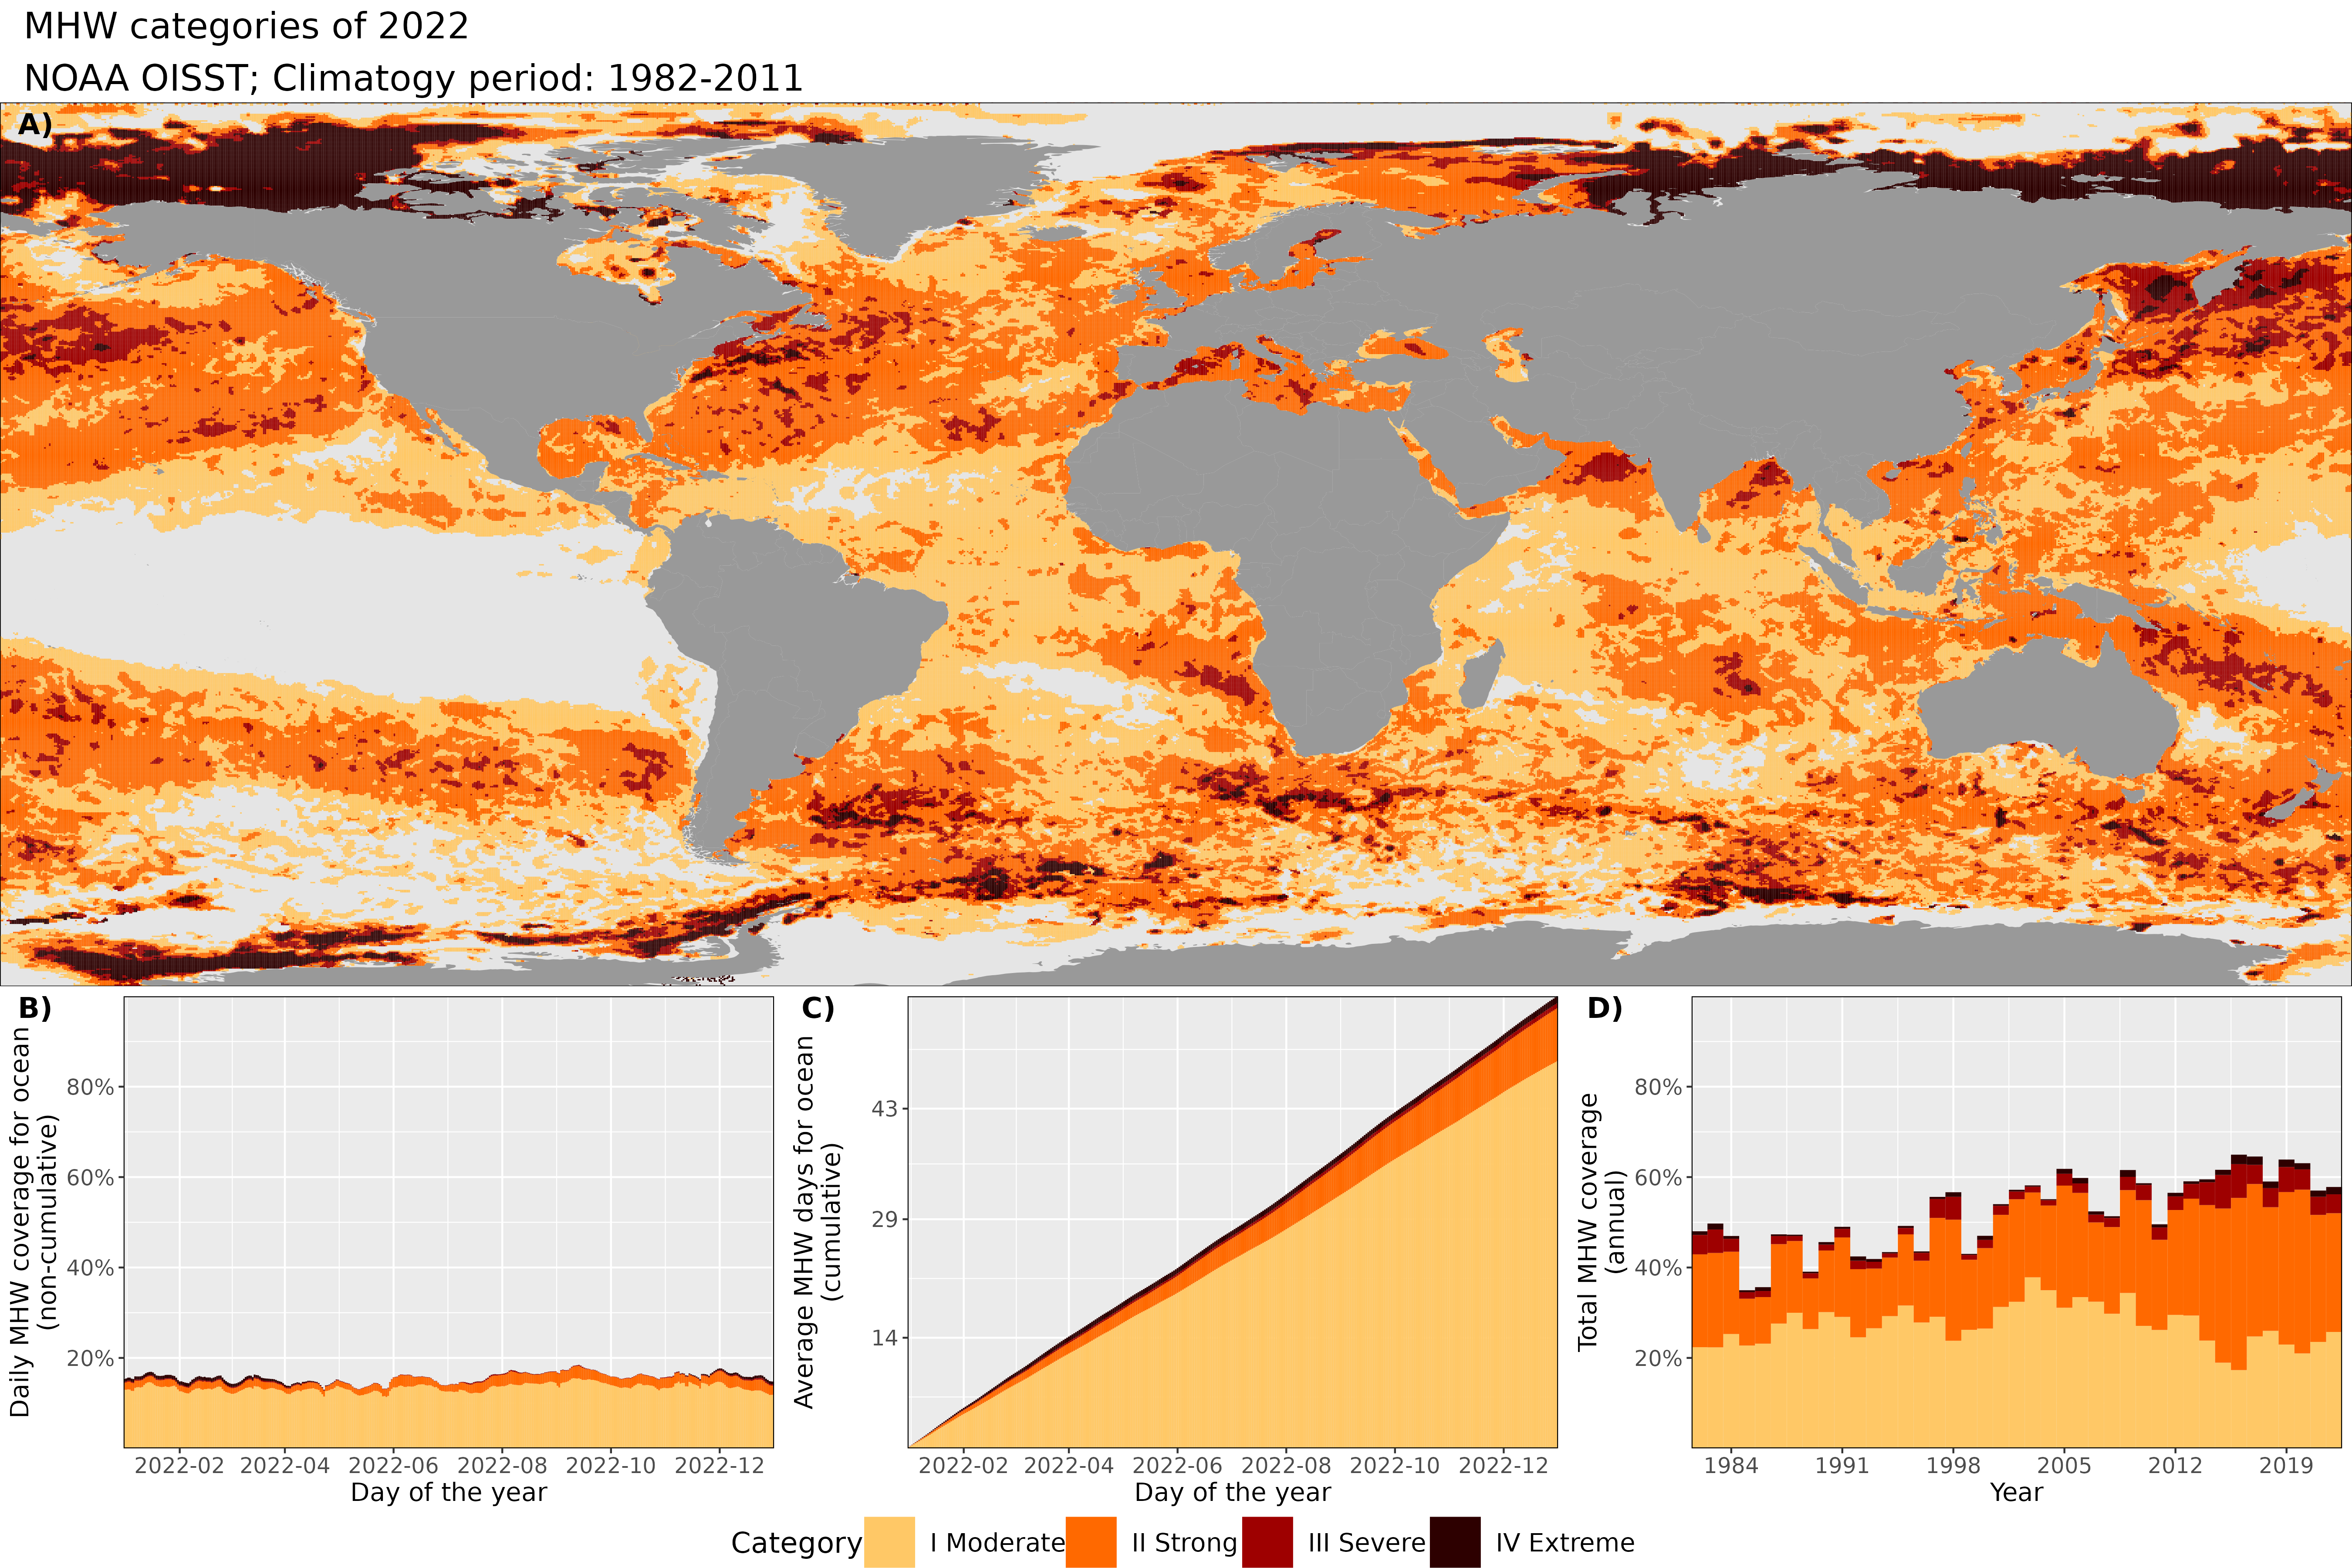 MHW categories of 2022
NOAA OISST; Climatogy period: 1982-2011
A)
B)
Daily MHW coverage for ocean
(non-cumulative)
80%
60%
40%
20%
2022-02 2022-04 2022-06 2022-08 2022-10 2022-12
Day of the year
C)
Average MHW days for ocean
(cumulative)
43
29
14
2022-02 2022-04 2022-06 2022-08 2022-10 2022-12
Day of the year
D)
Total MHW coverage
(annual)
80%
60%
40%
20%
1984 1991 1998 2005 2012 2019
Year
Category I Moderate II Strong III Severe IV Extreme